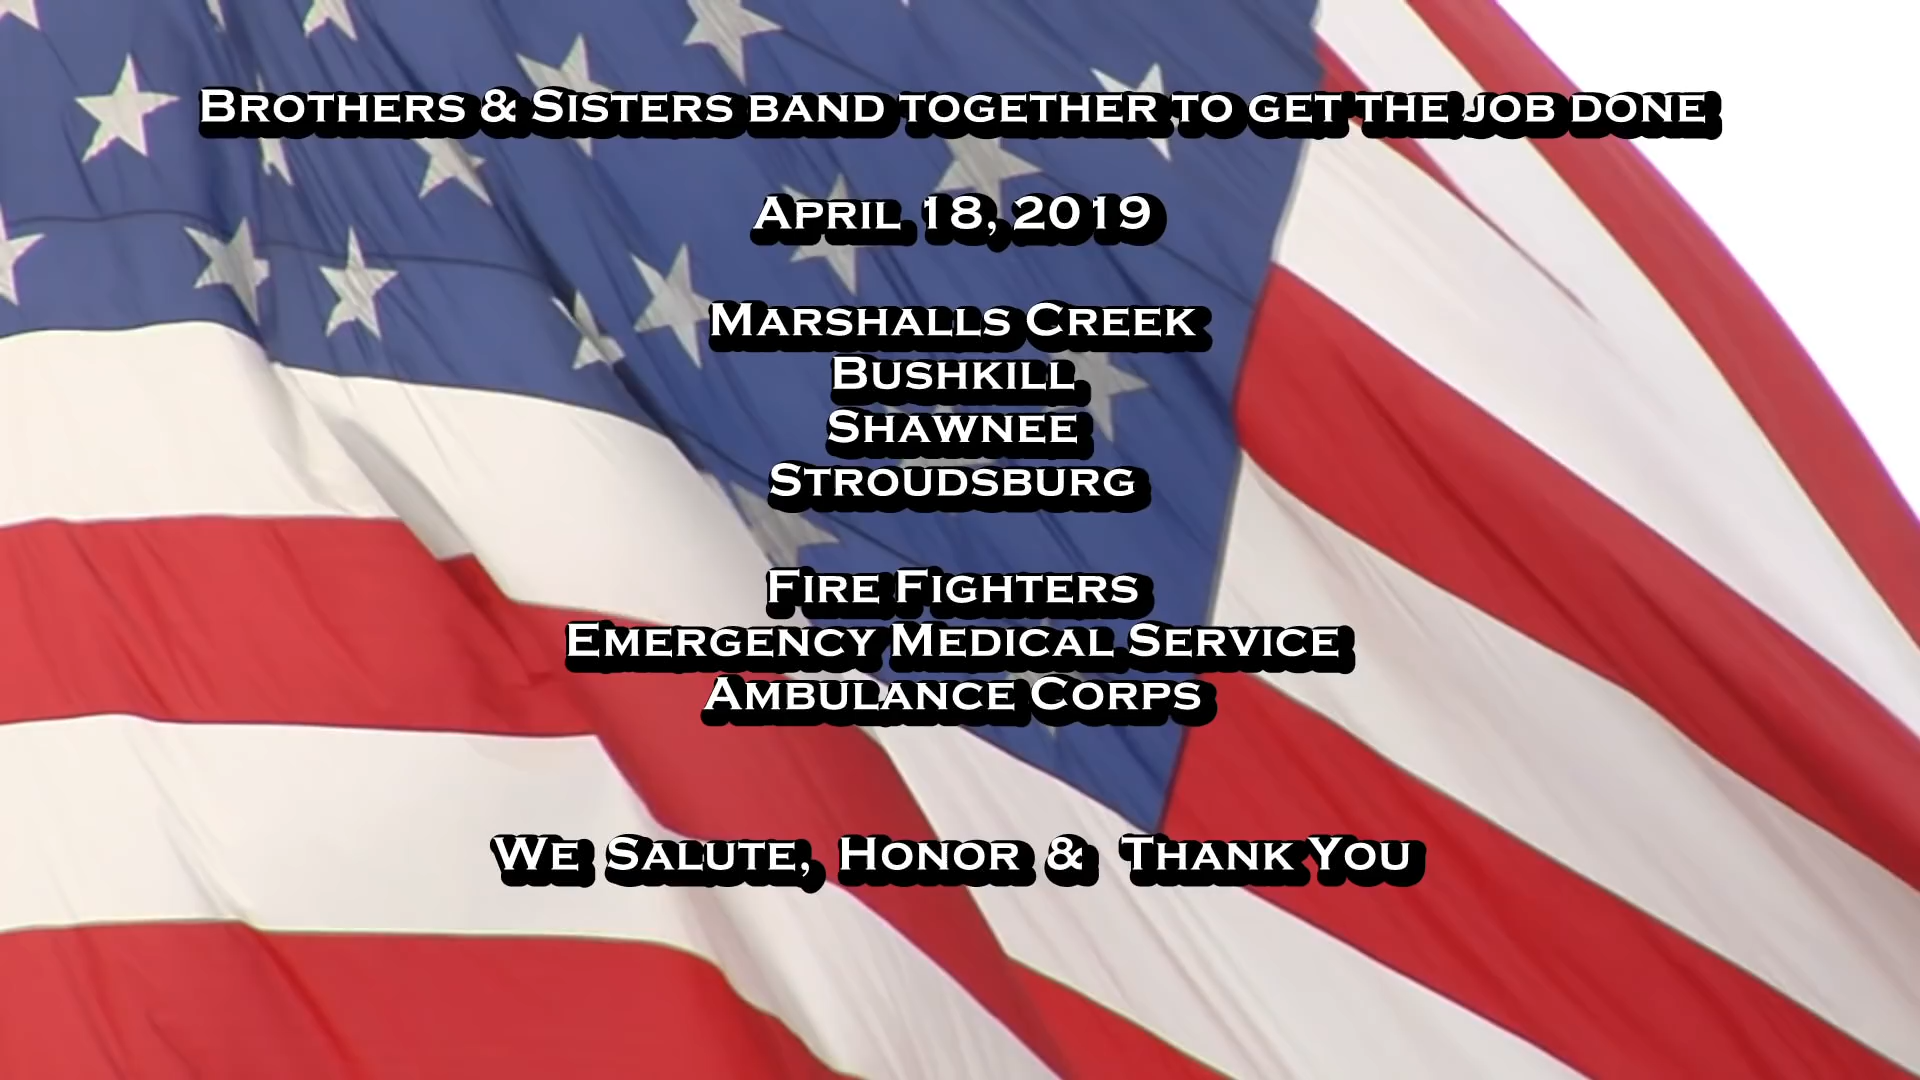 Brothers & Sisters band together to get the job done
April 18, 2019
Marshalls Creek
Bushkill
Shawnee
Stroudsburg
Fire Fighters
Emergency Medical Service
Ambulance Corps
We Salute, Honor & Thank You